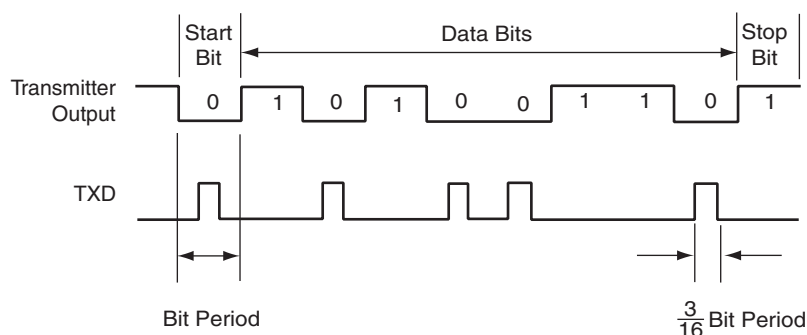 Start
Bit
Data Bits
Stop
Bit
Transmitter
Output
0 1 0 1 0 0 1 1 0 1
TXD
Bit Period
3/16 Bit Period